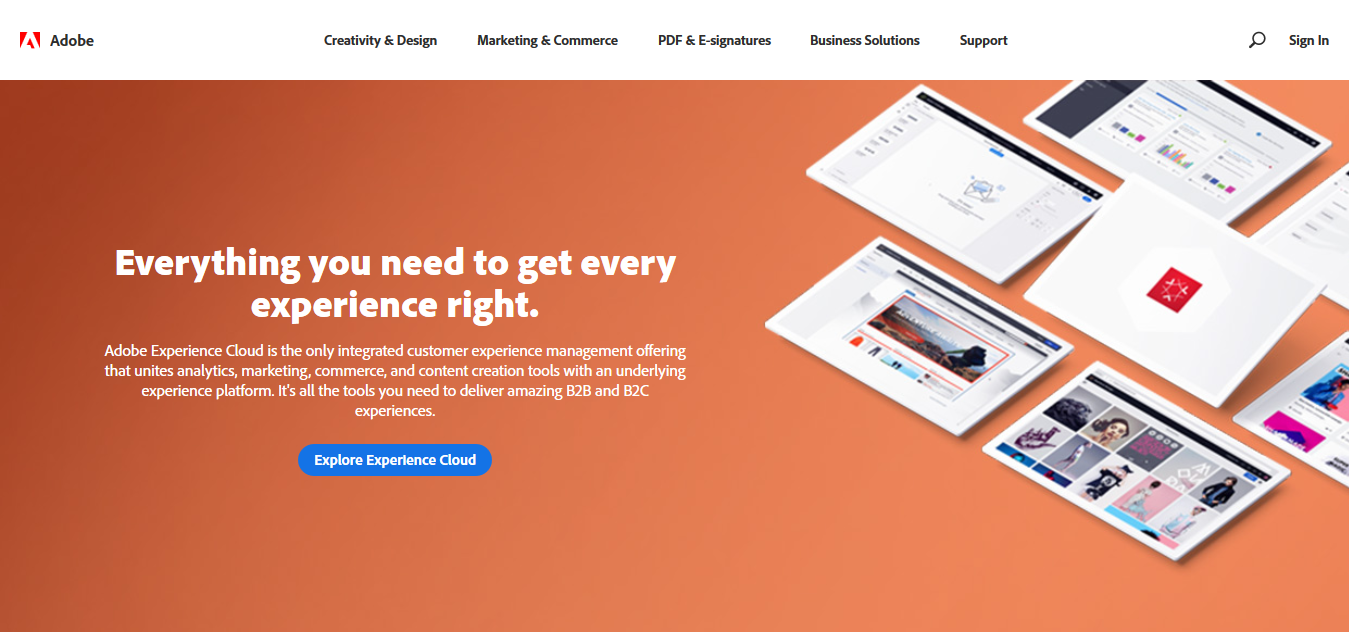 Adobe
Creativity & Design
Marketing & Commerce
PDF & E-signatures
Business Solutions
Support
Sign In
Everything you need to get every
experience right.
Adobe Experience Cloud is the only integrated customer experience management offering
that unites analytics, marketing, commerce, and content creation tools with an underlying
experience platform. It's all the tools you need to deliver amazing B2B and B2C
experiences.
Explore Experience Cloud